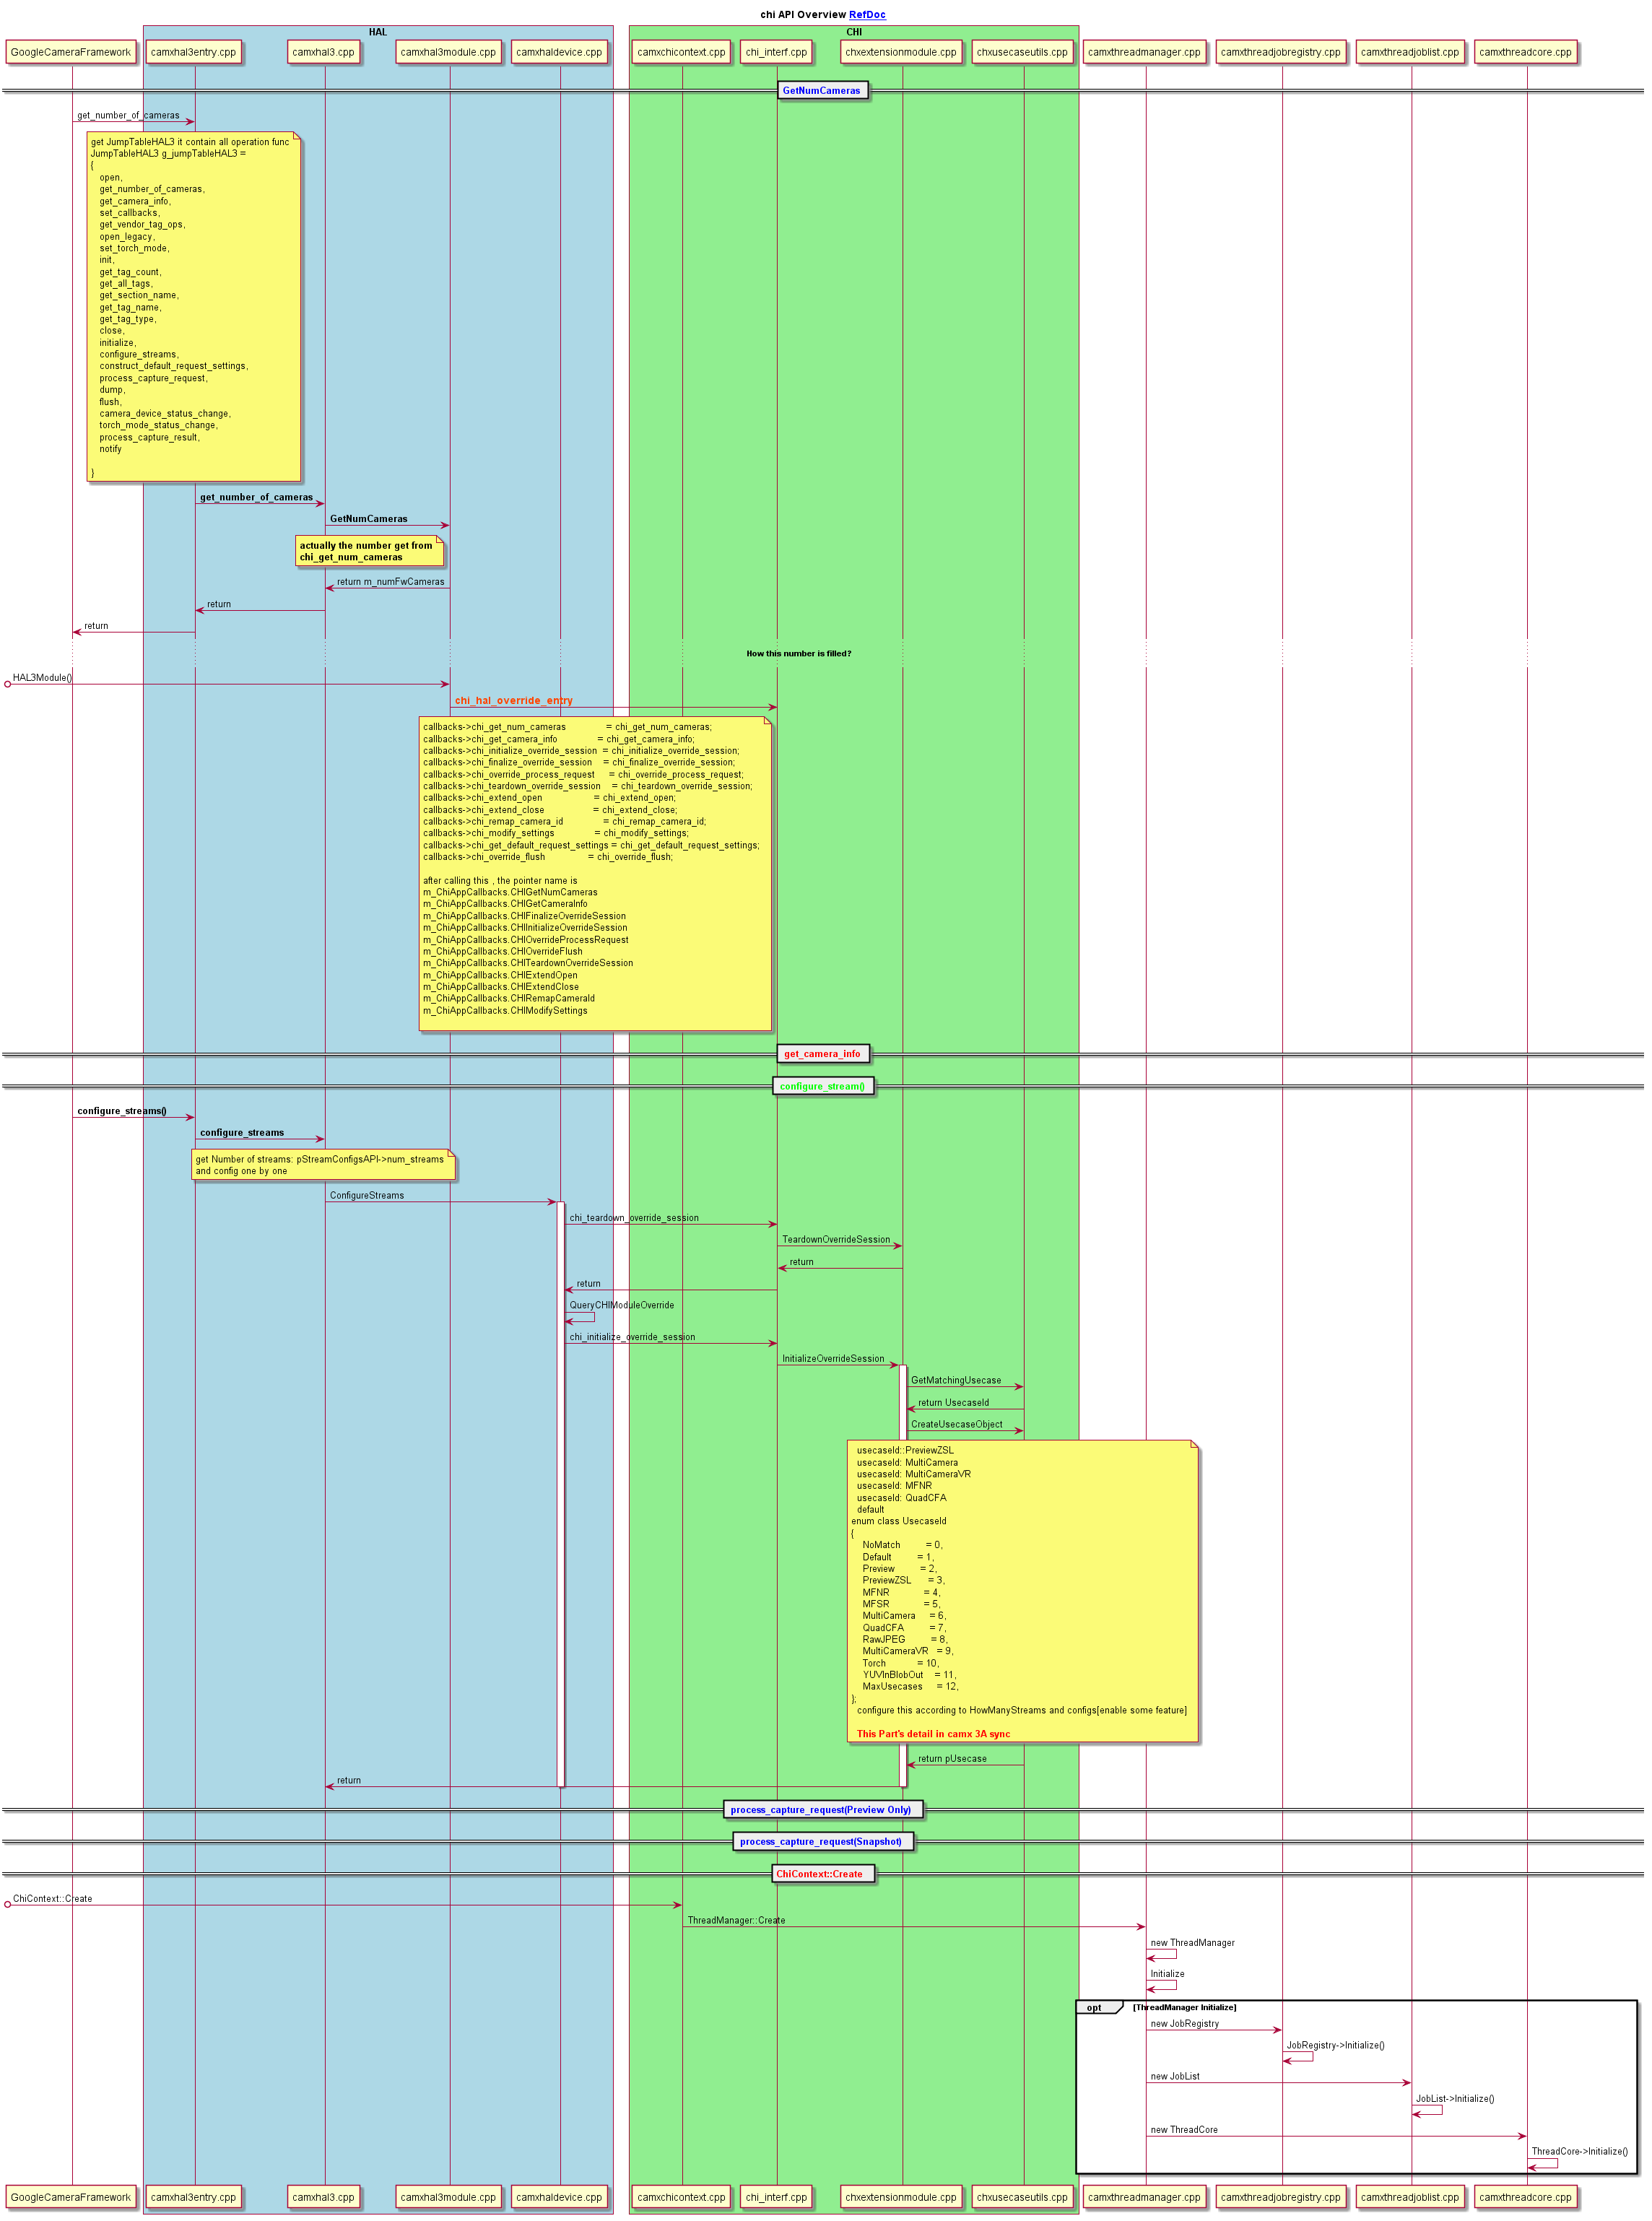 chi API Overview RefDoc
HAL
CHI
GoogleCameraFramework
camxhal3entry.cpp
camxhal3.cpp
camxhal3module.cpp
camxhaldevice.cpp
camxchicontext.cpp
chi_interf.cpp
chxextensionmodule.cpp
chxusecaseutils.cpp
camxthreadmanager.cpp
camxthreadjobregistry.cpp
camxthreadjoblist.cpp
camxthreadcore.cpp
GetNumCameras
get_number_of_cameras
get JumpTableHAL3 it contain all operation func
JumpTableHAL3 g_jumpTableHAL3 =
{
open,
get_number_of_cameras,
get_camera_info,
set_callbacks,
get_vendor_tag_ops,
open_legacy,
set_torch_mode,
init,
get_tag_count,
get_all_tags,
get_section_name,
get_tag_name,
get_tag_type,
close,
initialize,
configure_streams,
construct_default_request_settings,
process_capture_request,
dump,
flush,
camera_device_status_change,
torch_mode_status_change,
process_capture_result,
notify
}
get_number_of_cameras
GetNumCameras
actually the number get from
chi_get_num_cameras
return m_numFwCameras
return
return
How this number is filled?
HAL3Module()
chi_hal_override_entry
callbacks->chi_get_num_cameras = chi_get_num_cameras;
callbacks->chi_get_camera_info = chi_get_camera_info;
callbacks->chi_initialize_override_session = chi_initialize_override_session;
callbacks->chi_finalize_override_session = chi_finalize_override_session;
callbacks->chi_override_process_request = chi_override_process_request;
callbacks->chi_teardown_override_session = chi_teardown_override_session;
callbacks->chi_extend_open = chi_extend_open;
callbacks->chi_extend_close = chi_extend_close;
callbacks->chi_remap_camera_id = chi_remap_camera_id;
callbacks->chi_modify_settings = chi_modify_settings;
callbacks->chi_get_default_request_settings = chi_get_default_request_settings;
callbacks->chi_override_flush = chi_override_flush;
after calling this , the pointer name is
m_ChiAppCallbacks.CHIGetNumCameras
m_ChiAppCallbacks.CHIGetCameraInfo
m_ChiAppCallbacks.CHIFinalizeOverrideSession
m_ChiAppCallbacks.CHIInitializeOverrideSession
m_ChiAppCallbacks.CHIOverrideProcessRequest
m_ChiAppCallbacks.CHIOverrideFlush
m_ChiAppCallbacks.CHITeardownOverrideSession
m_ChiAppCallbacks.CHIExtendOpen
m_ChiAppCallbacks.CHIExtendClose
m_ChiAppCallbacks.CHIRemapCameraId
m_ChiAppCallbacks.CHIModifySettings
get_camera_info
configure_stream()
configure_streams()
configure_streams
get Number of streams: pStreamConfigsAPI->num_streams
and config one by one
ConfigureStreams
chi_teardown_override_session
TeardownOverrideSession
return
return
QueryCHIModuleOverride
chi_initialize_override_session
InitializeOverrideSession
GetMatchingUsecase
return UsecaseId
CreateUsecaseObject
usecaseId::PreviewZSL
usecaseId: MultiCamera
usecaseId: MultiCameraVR
usecaseId: MFNR
usecaseId: QuadCFA
default
enum class UsecaseId
{
NoMatch = 0,
Default = 1,
Preview = 2,
PreviewZSL = 3,
MFNR = 4,
MFSR = 5,
MultiCamera = 6,
QuadCFA = 7,
RawJPEG = 8,
MultiCameraVR = 9,
Torch = 10,
YUVInBlobOut = 11,
MaxUsecases = 12,
};
configure this according to HowManyStreams and configs[enable some feature]
This Part's detail in camx 3A sync
return pUsecase
return
process_capture_request(Preview Only)
process_capture_request(Snapshot)
ChiContext::Create
ChiContext::Create
ThreadManager::Create
new ThreadManager
Initialize
opt [ThreadManager Initialize]
new JobRegistry
JobRegistry->Initialize()
new JobList
JobList->Initialize()
new ThreadCore
ThreadCore->Initialize()
GoogleCameraFramework
camxhal3entry.cpp
camxhal3.cpp
camxhal3module.cpp
camxhaldevice.cpp
camxchicontext.cpp
chi_interf.cpp
chxextensionmodule.cpp
chxusecaseutils.cpp
camxthreadmanager.cpp
camxthreadjobregistry.cpp
camxthreadjoblist.cpp
camxthreadcore.cpp